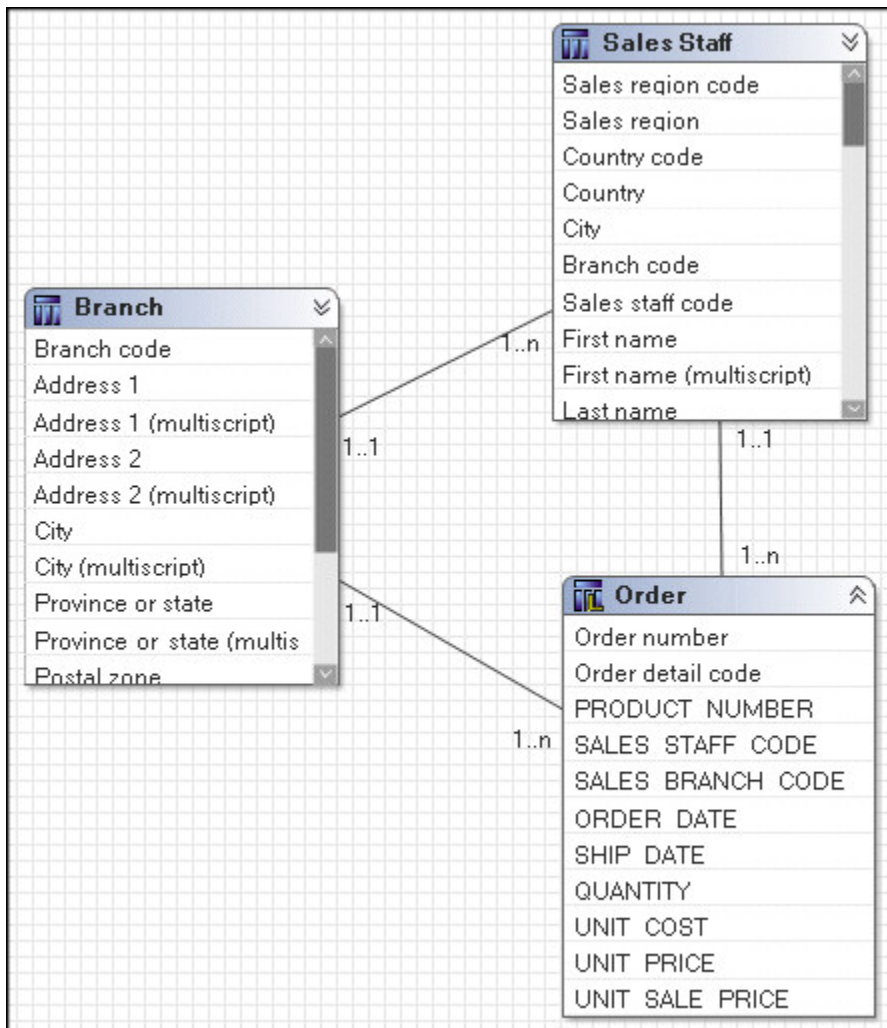 Sales Staff
Sales region code
Sales region
Country code
Country
City
Branch code
Sales staff code
First name
First name (multiscript)
Last name
1..n
1..1
Branch
Branch code
Address 1
Address 1 (multiscript)
Address 2
Address 2 (multiscript)
City
City (multiscript)
Province or state
Province or state (multis
Postal zone
1..1
1..1
1..n
1..n
Order
Order number
Order detail code
PRODUCT NUMBER
SALES STAFF CODE
SALES BRANCH CODE
ORDER DATE
SHIP DATE
QUANTITY
UNIT COST
UNIT PRICE
UNIT SALE PRICE